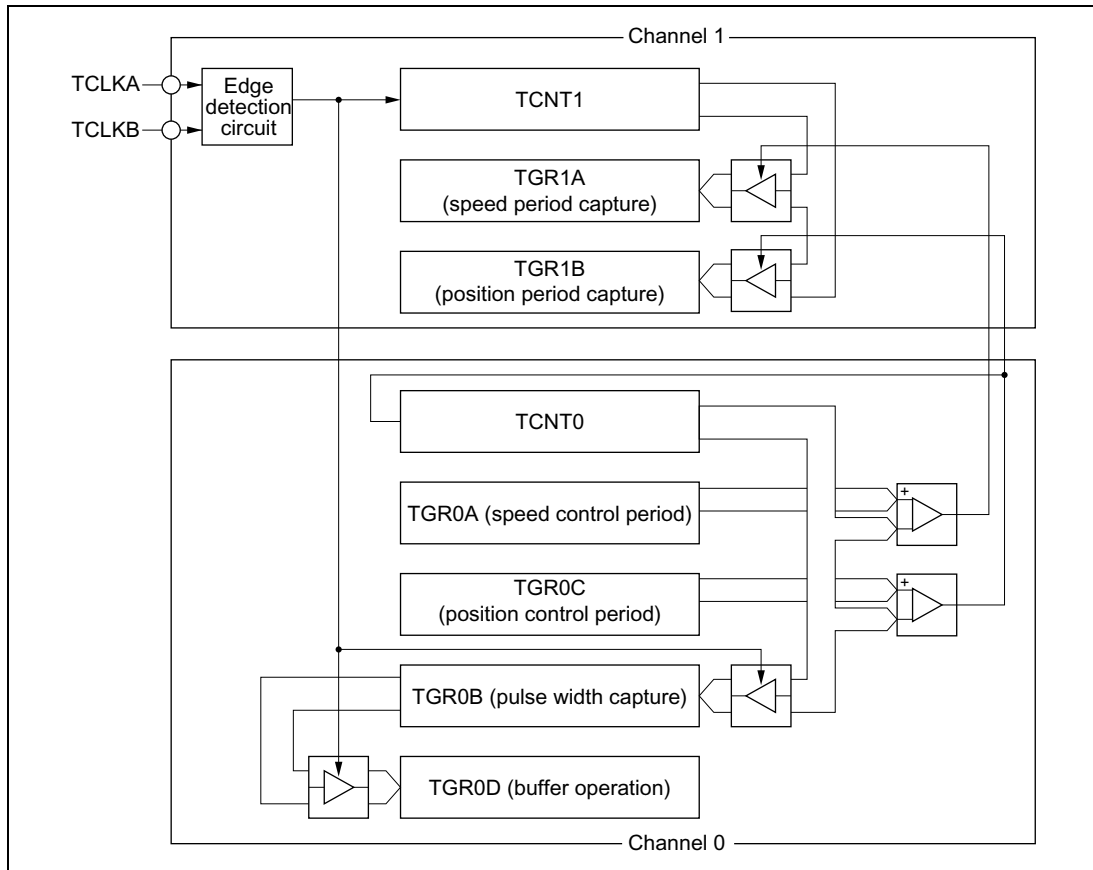 Channel 1
TCLKA
TCLKB
Edge
detection
circuit
TCNT1
TGR1A
(speed period capture)
TGR1B
(position period capture)
TCNT0
TGR0A (speed control period)
+
TGR0C
(position control period)
+
TGR0B (pulse width capture)
TGR0D (buffer operation)
Channel 0